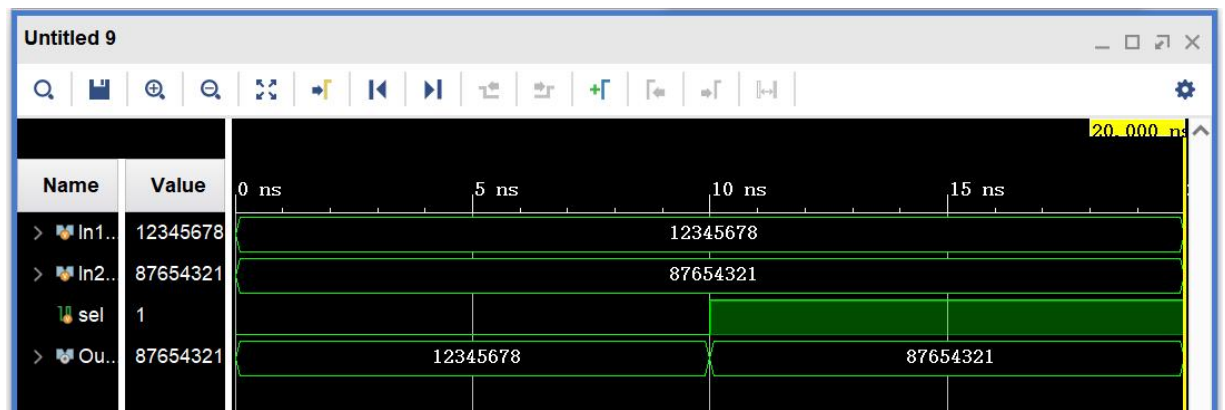 Untitled 9
20.000 ns
Name Value 0 ns 5 ns 10 ns 15 ns
In1... 12345678 12345678
In2... 87654321 87654321
sel 1
Ou... 87654321 12345678 87654321